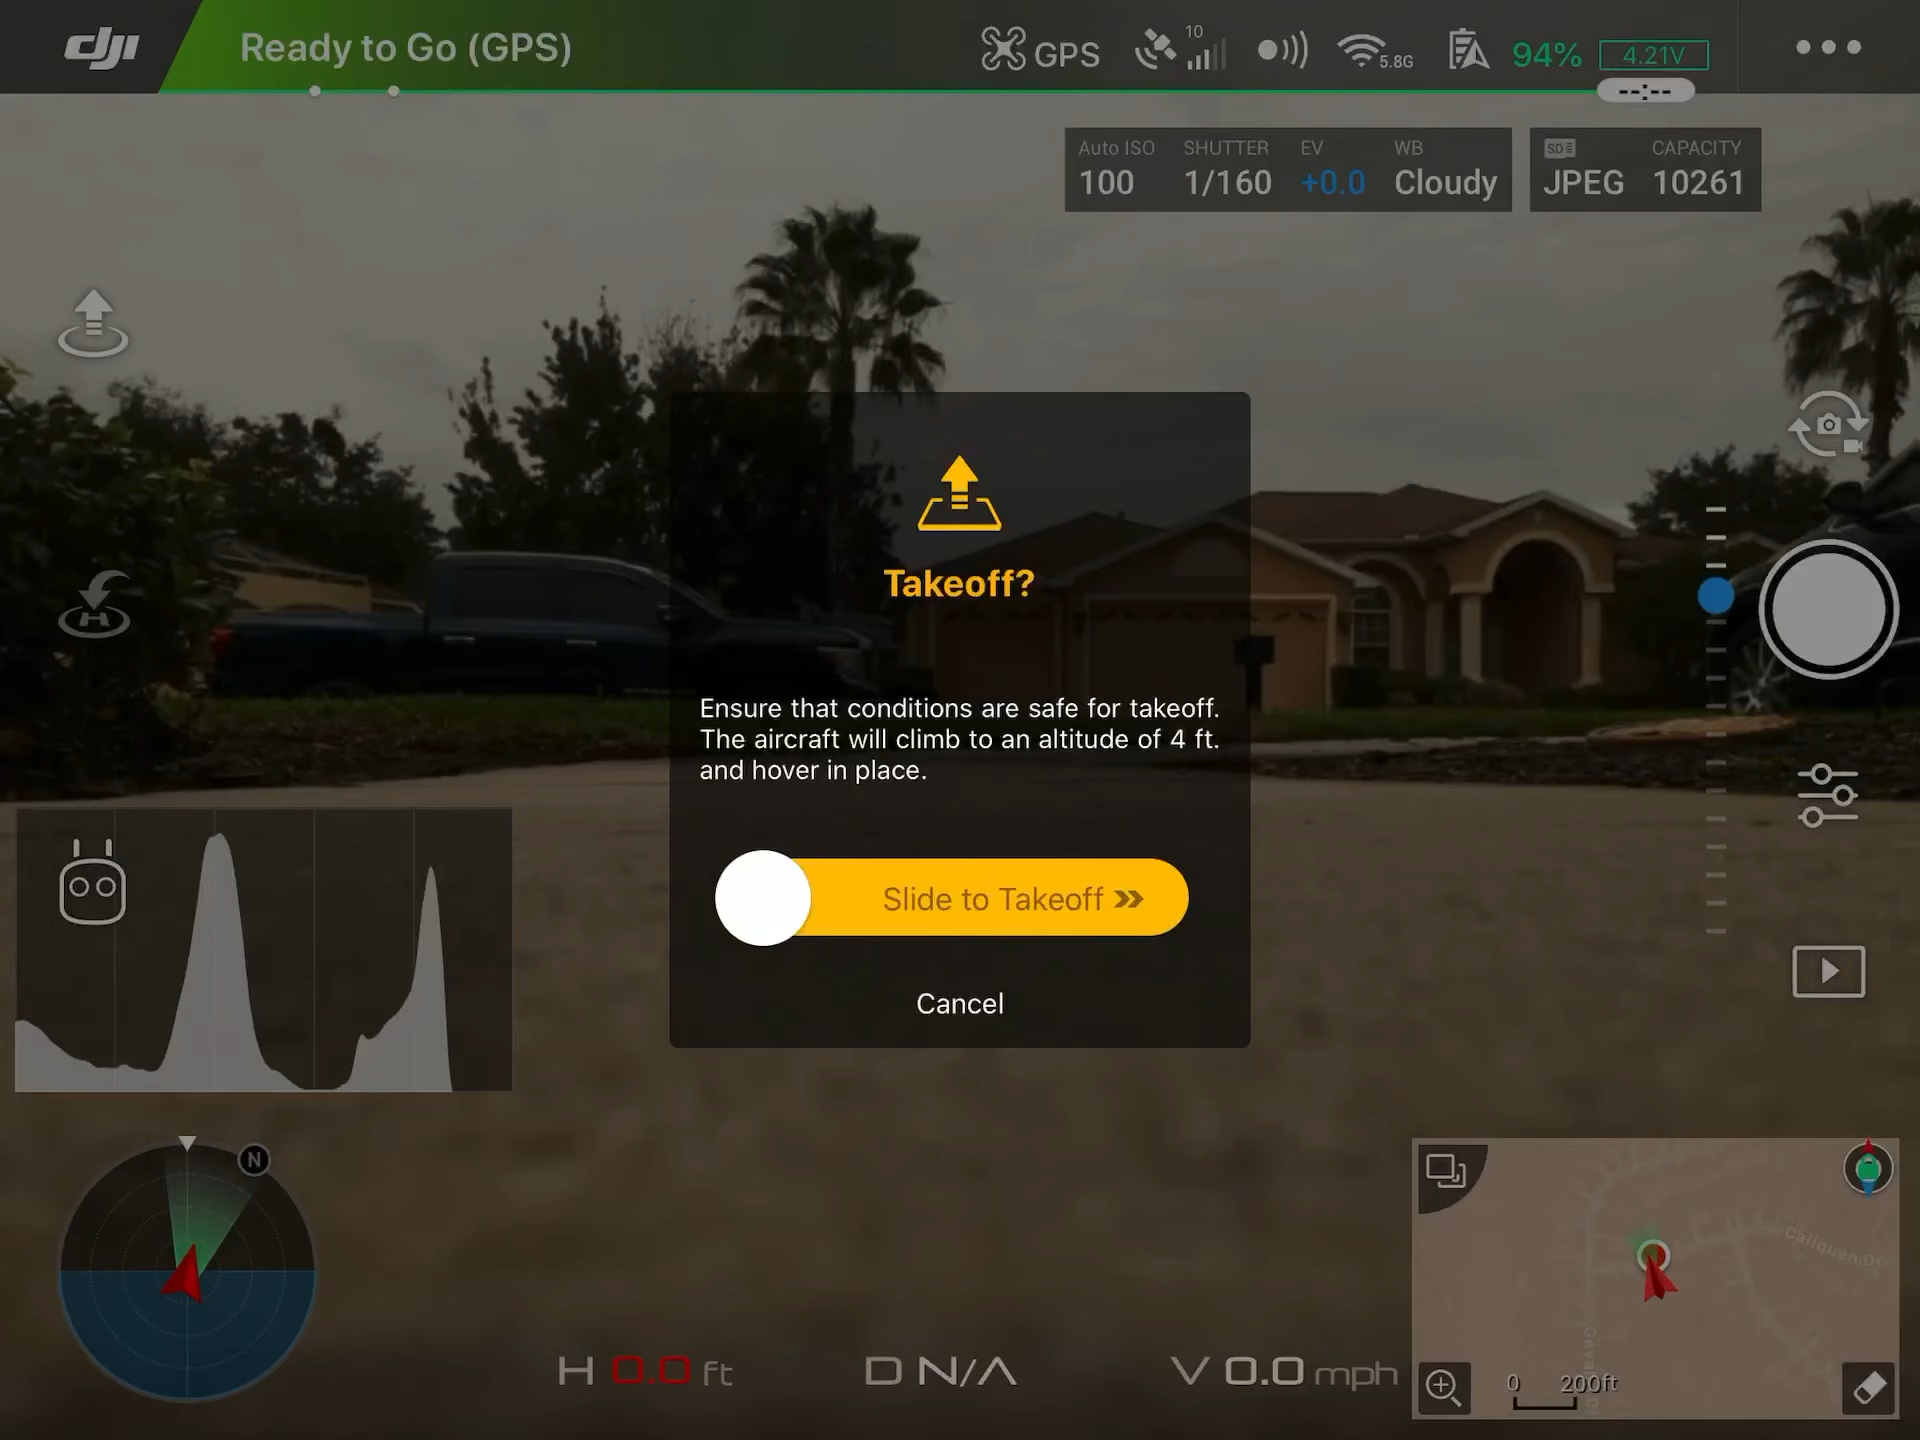 dji
Ready to Go (GPS)
GPS
10
5.8G
94%
4.21V
--:--
Auto ISO
100
SHUTTER
1/160
EV
+0.0
WB
Cloudy
SD
JPEG
CAPACITY
10261
H
Takeoff?
Ensure that conditions are safe for takeoff.
The aircraft will climb to an altitude of 4 ft.
and hover in place.
Slide to Takeoff »
Cancel
N
H 0.0 ft
D N/A
V 0.0 mph
Caliquen Dr
0 200ft